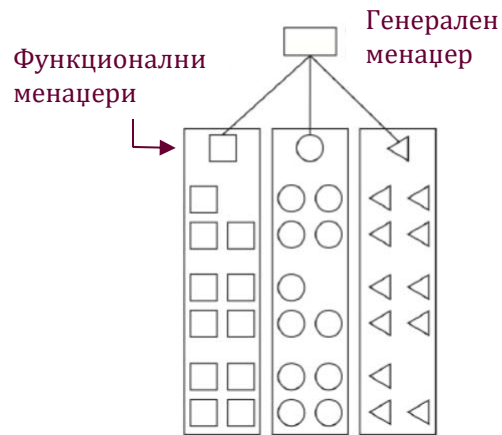 Генерален
менаџер
Функционални
менаџери